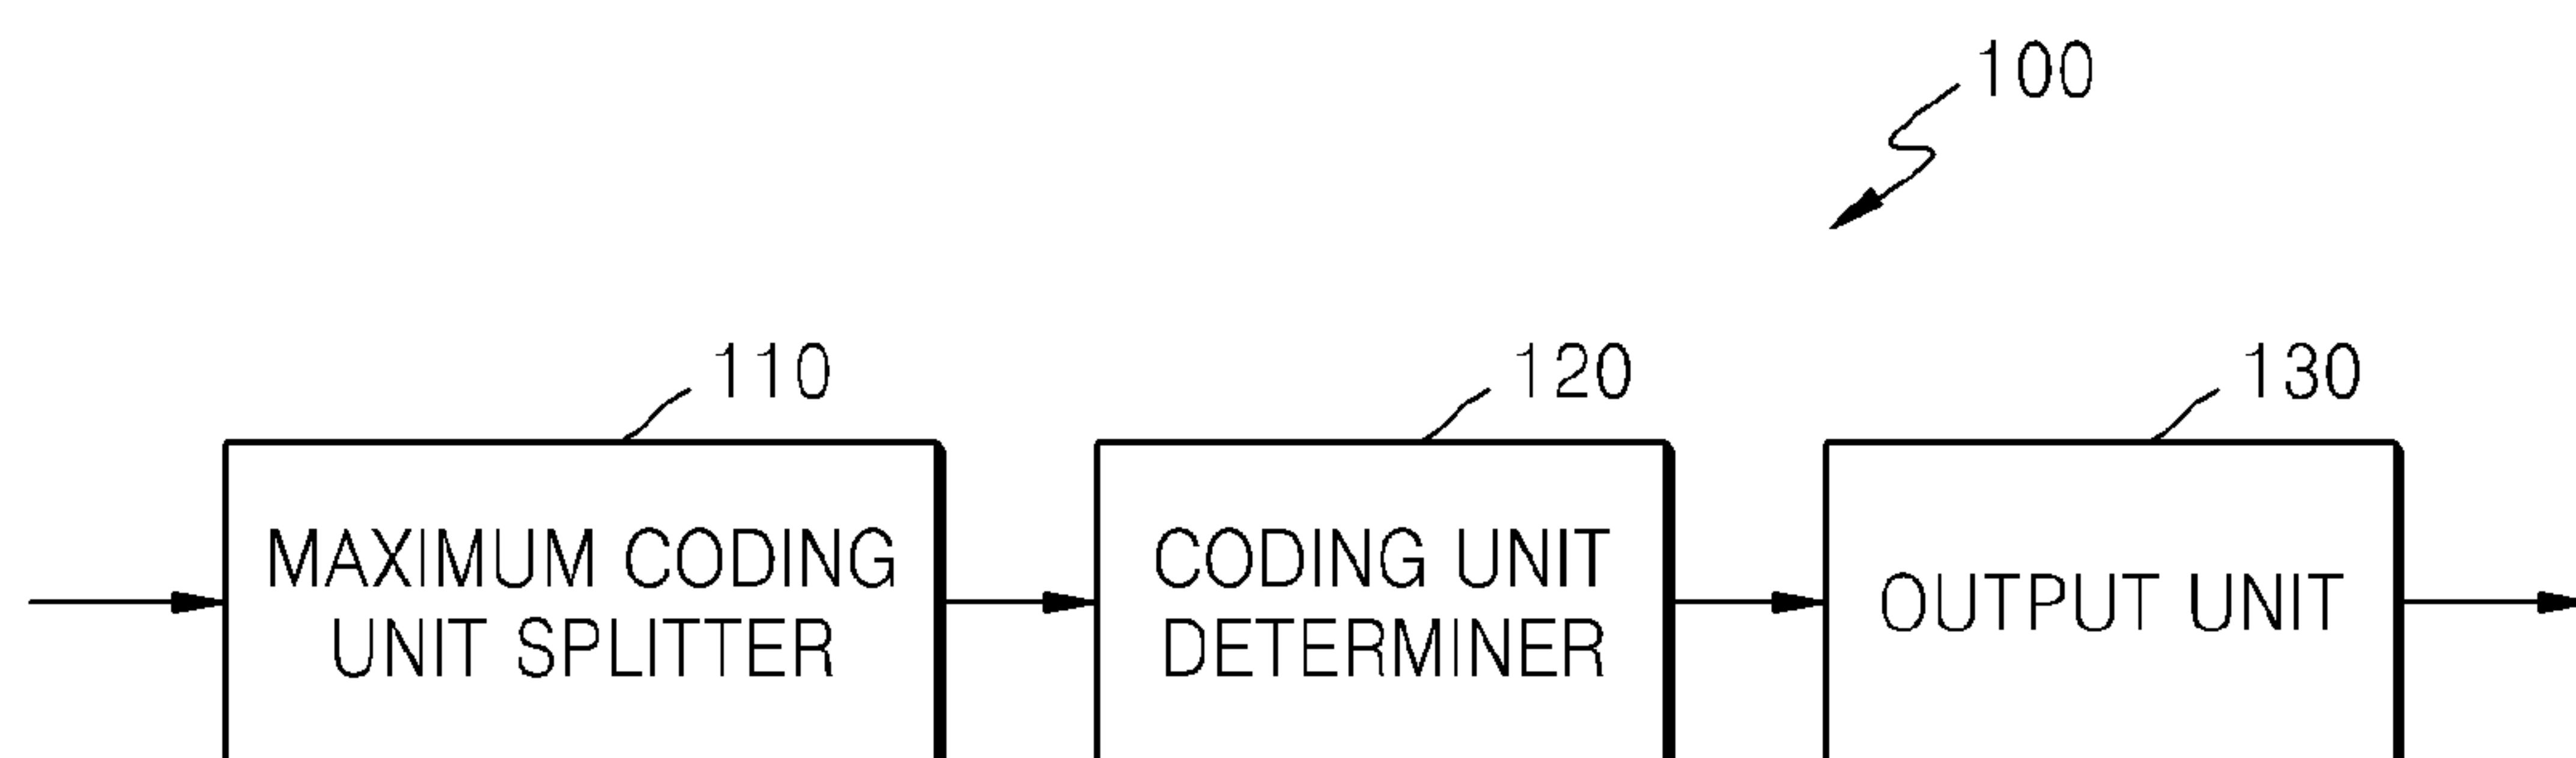 100
110
120
130
MAXIMUM CODING
UNIT SPLITTER
CODING UNIT
DETERMINER
OUTPUT UNIT